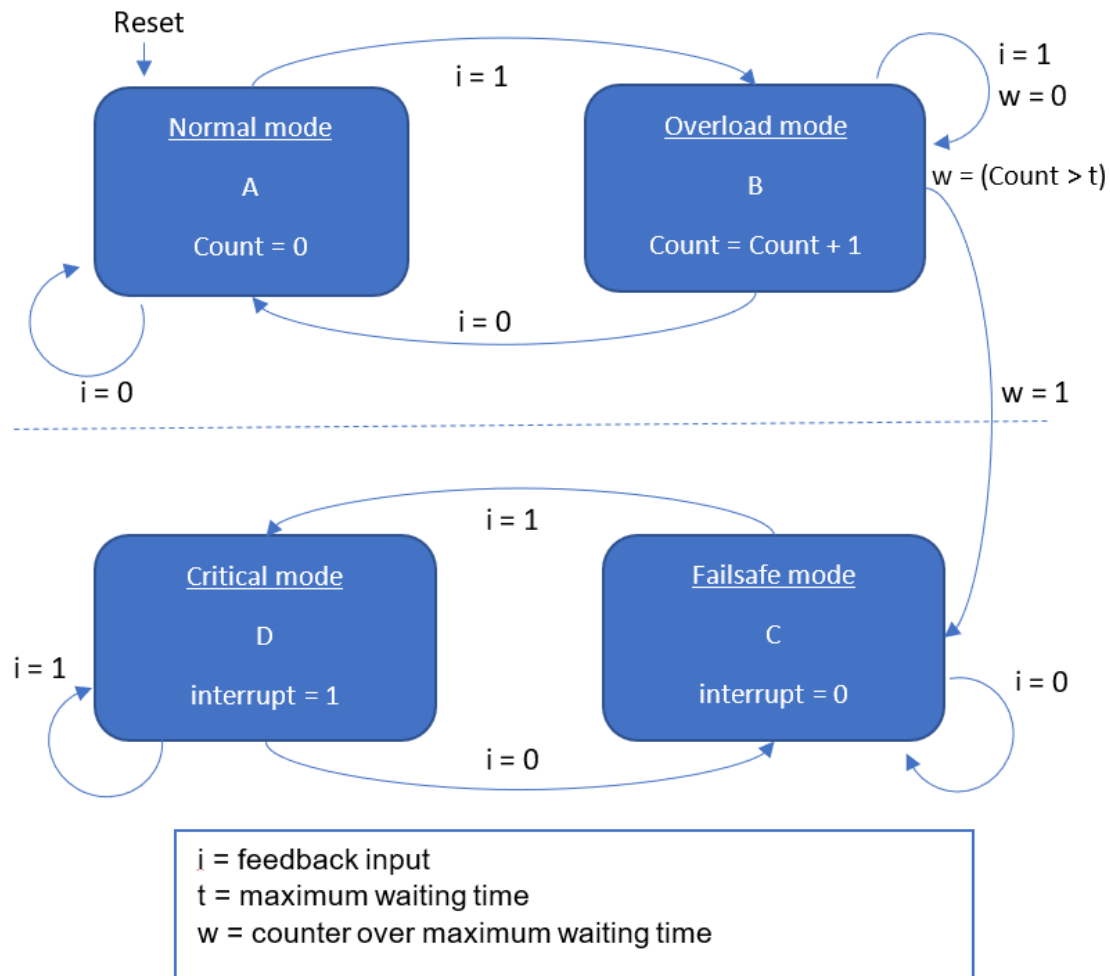 Reset
i = 1
i = 1
w = 0
Normal mode
A
Count = 0
Overload mode
B
Count = Count + 1
w = (Count > t)
i = 0
i = 0
w = 1
i = 1
Critical mode
D
interrupt = 1
Failsafe mode
C
interrupt = 0
i = 1
i = 0
i = 0
i = feedback input
t = maximum waiting time
w = counter over maximum waiting time